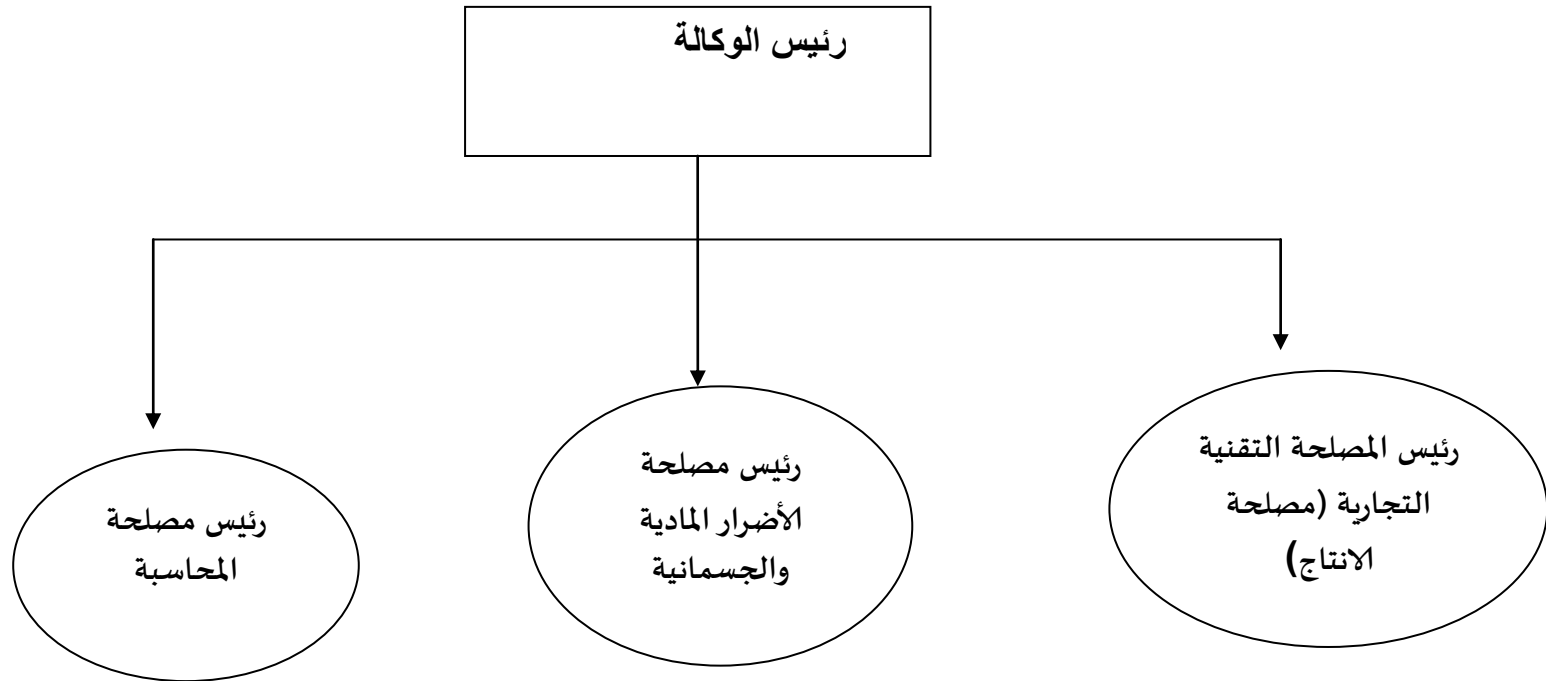 رئيس الوكالة
رئيس المصلحة التقنية
التجارية (مصلحة
الانتاج)
رئيس مصلحة
الأضرار المادية
والجسمانية
رئيس مصلحة
المحاسبة